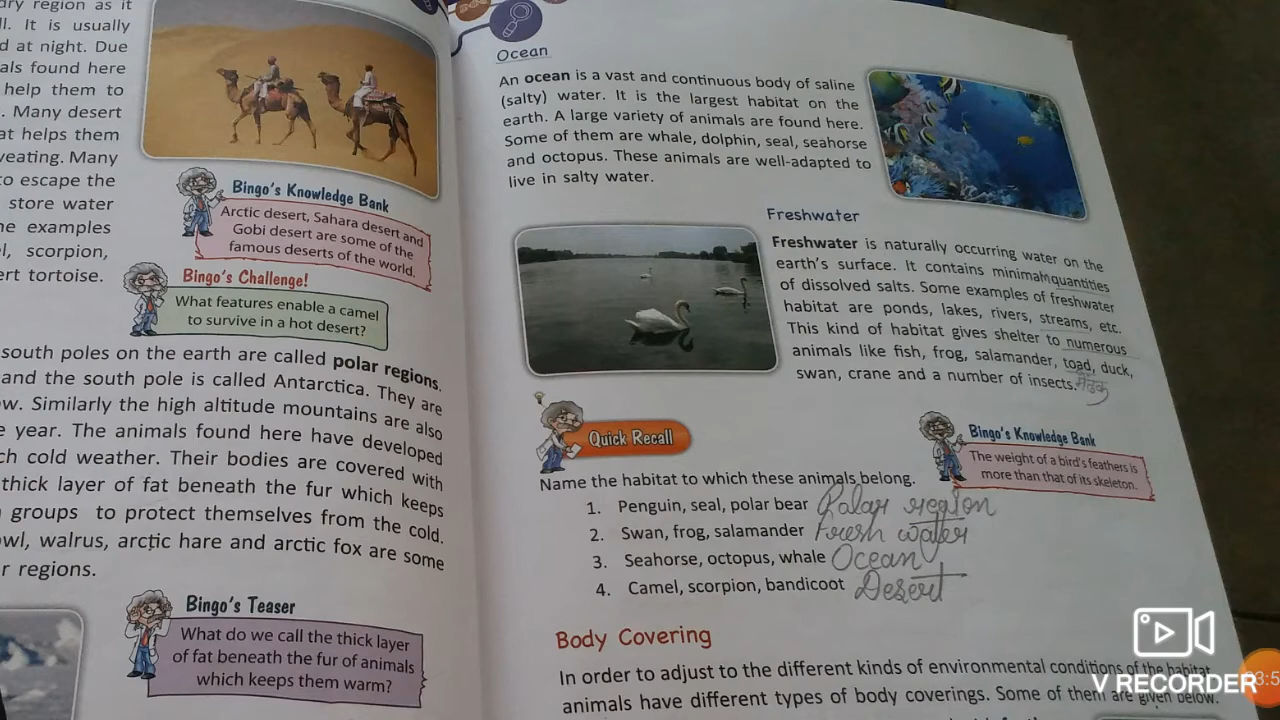 dry region as it
ll. It is usually
d at night. Due
als found here
help them to
. Many desert
at helps them
weating. Many
to escape the
store water
ne examples
el, scorpion,
ert tortoise.
Bingo's Knowledge Bank
Arctic desert, Sahara desert and
Gobi desert are some of the
famous deserts of the world.
Bingo's Challenge!
What features enable a camel
to survive in a hot desert?
south poles on the earth are called polar regions.
and the south pole is called Antarctica. They are
ow. Similarly the high altitude mountains are also
e year. The animals found here have developed
ch cold weather. Their bodies are covered with
thick layer of fat beneath the fur which keeps
groups to protect themselves from the cold.
owl, walrus, arctic hare and arctic fox are some
r regions.
Bingo's Teaser
What do we call the thick layer
of fat beneath the fur of animals
which keeps them warm?
Ocean
An ocean is a vast and continuous body of saline
(salty) water. It is the largest habitat on the
earth. A large variety of animals are found here.
Some of them are whale, dolphin, seal, seahorse
and octopus. These animals are well-adapted to
live in salty water.
Freshwater
Freshwater is naturally occurring water on the
earth's surface. It contains minimal quantities
of dissolved salts. Some examples of freshwater
habitat are ponds, lakes, rivers, streams, etc.
This kind of habitat gives shelter to numerous
animals like fish, frog, salamander, toad, duck,
swan, crane and a number of insects. मेंढक
Quick Recall
Bingo's Knowledge Bank
The weight of a bird's feathers is
more than that of its skeleton.
Name the habitat to which these animals belong.
1. Penguin, seal, polar bear Polar region
2. Swan, frog, salamander Fresh water
3. Seahorse, octopus, whale Ocean
4. Camel, scorpion, bandicoot Desert
Body Covering
In order to adjust to the different kinds of environmental conditions of the habitat,
animals have different types of body coverings. Some of them are given below.
V RECORDER